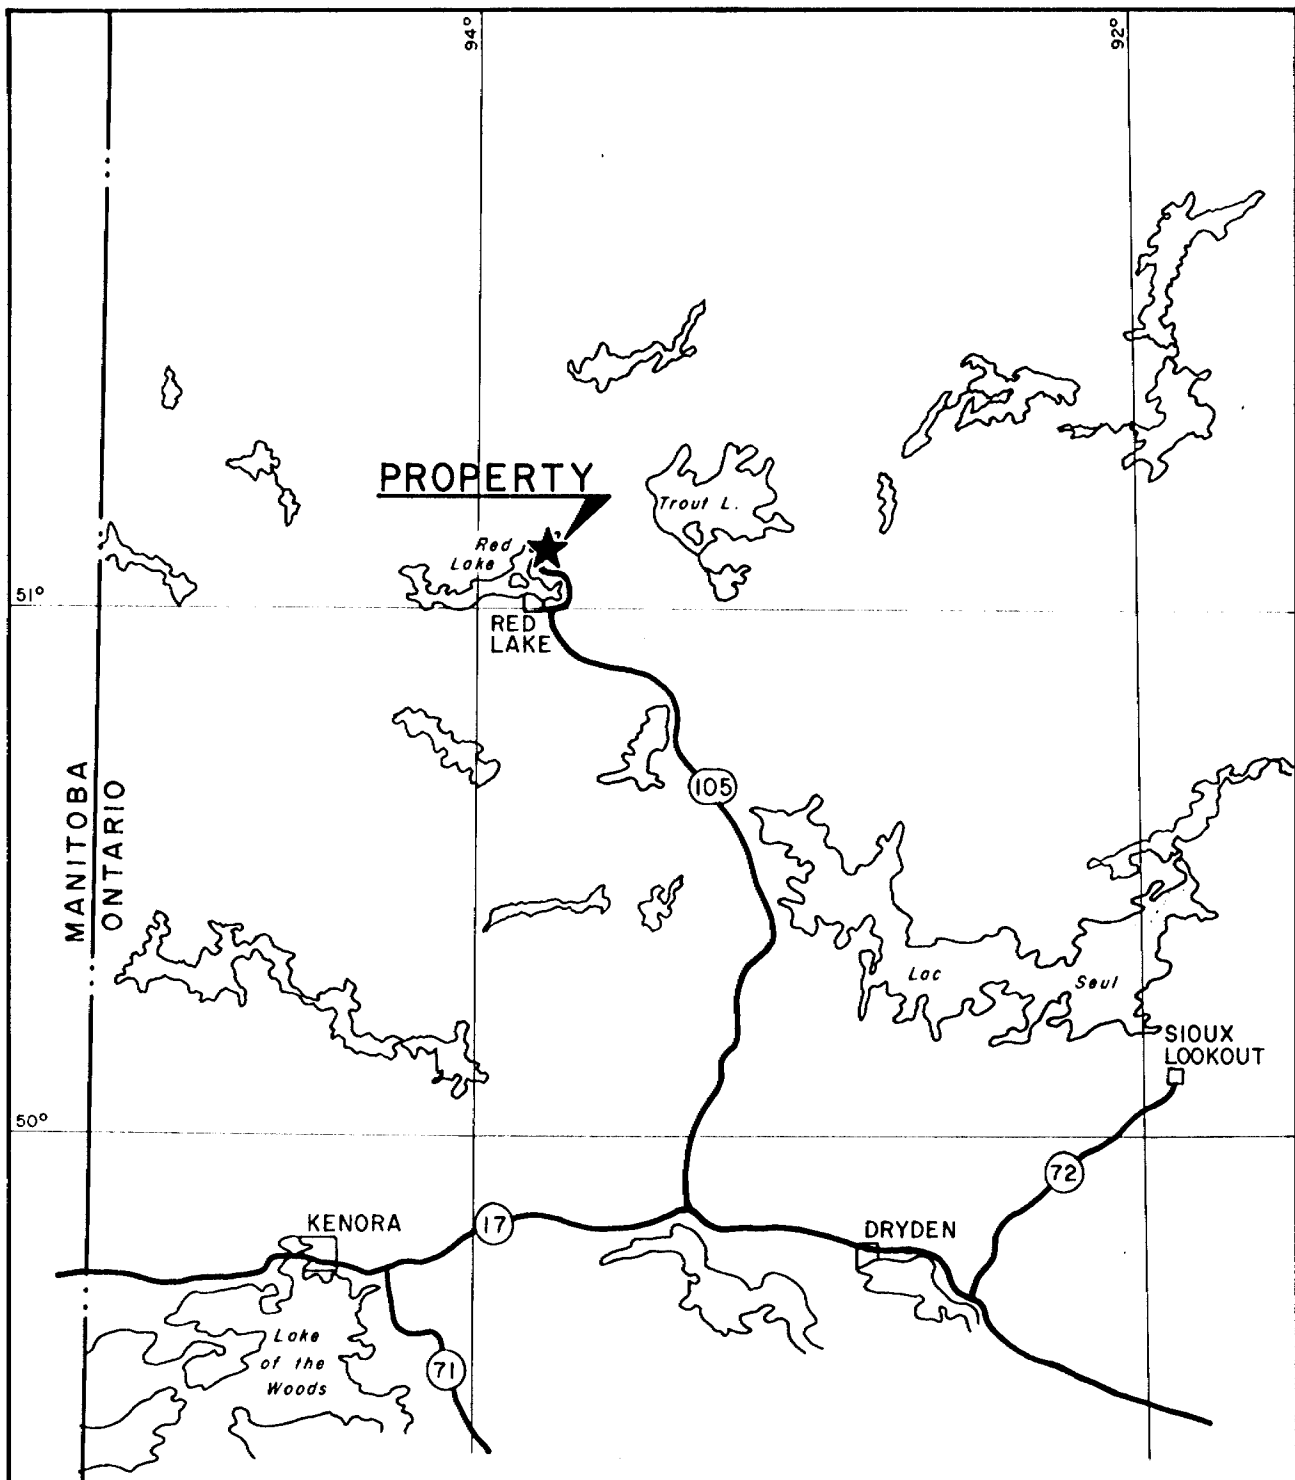 94°
92°
PROPERTY
Trout L.
Red
Lake
51°
RED
LAKE
105
MANITOBA
ONTARIO
Lac
Seul
SIOUX
LOOKOUT
50°
72
KENORA
17
DRYDEN
Lake
of the
Woods
71